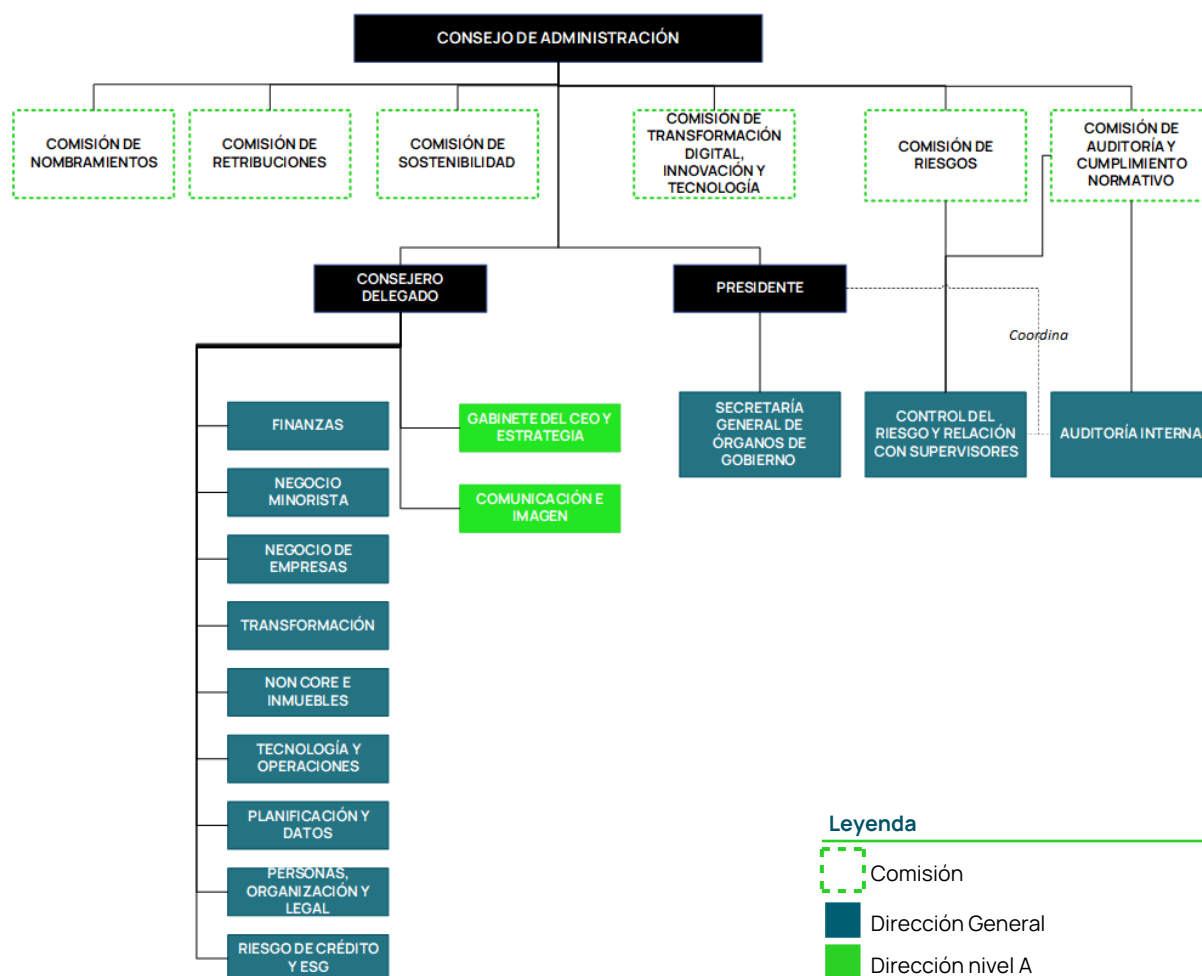 CONSEJO DE ADMINISTRACIÓN
COMISIÓN DE
NOMBRAMIENTOS
COMISIÓN DE
RETRIBUCIONES
COMISIÓN DE
SOSTENIBILIDAD
COMISIÓN DE
TRANSFORMACIÓN
DIGITAL,
INNOVACIÓN Y
TECNOLOGÍA
COMISIÓN DE
RIESGOS
COMISIÓN DE
AUDITORÍA Y
CUMPLIMIENTO
NORMATIVO
CONSEJERO
DELEGADO
PRESIDENTE
Coordina
FINANZAS
NEGOCIO
MINORISTA
NEGOCIO DE
EMPRESAS
TRANSFORMACIÓN
NON CORE E
INMUEBLES
TECNOLOGÍA Y
OPERACIONES
PLANIFICACIÓN Y
DATOS
PERSONAS,
ORGANIZACIÓN Y
LEGAL
RIESGO DE CRÉDITO
Y ESG
GABINETE DEL CEO Y
ESTRATEGIA
COMUNICACIÓN E
IMAGEN
SECRETARÍA
GENERAL DE
ÓRGANOS DE
GOBIERNO
CONTROL DEL
RIESGO Y RELACIÓN
CON SUPERVISORES
AUDITORÍA INTERNA
Leyenda
Comisión
Dirección General
Dirección nivel A